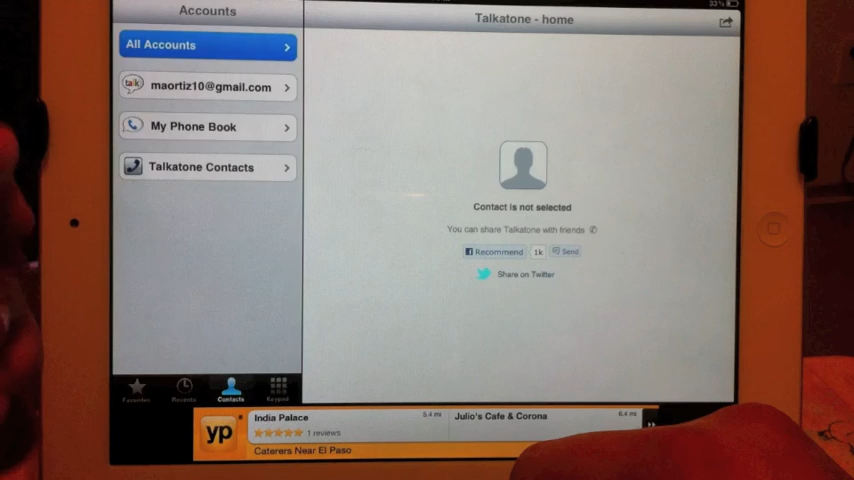 33%
Accounts
Talkatone - home
All Accounts
maortiz10@gmail.com
My Phone Book
Talkatone Contacts
talk
Contact is not selected
You can share Talkatone with friends
Recommend
1k
Send
Share on Twitter
Favorites
Recents
Contacts
Keypad
yp
India Palace
5.4 mi
1 reviews
Julio's Cafe & Corona
6.4 mi
Caterers Near El Paso